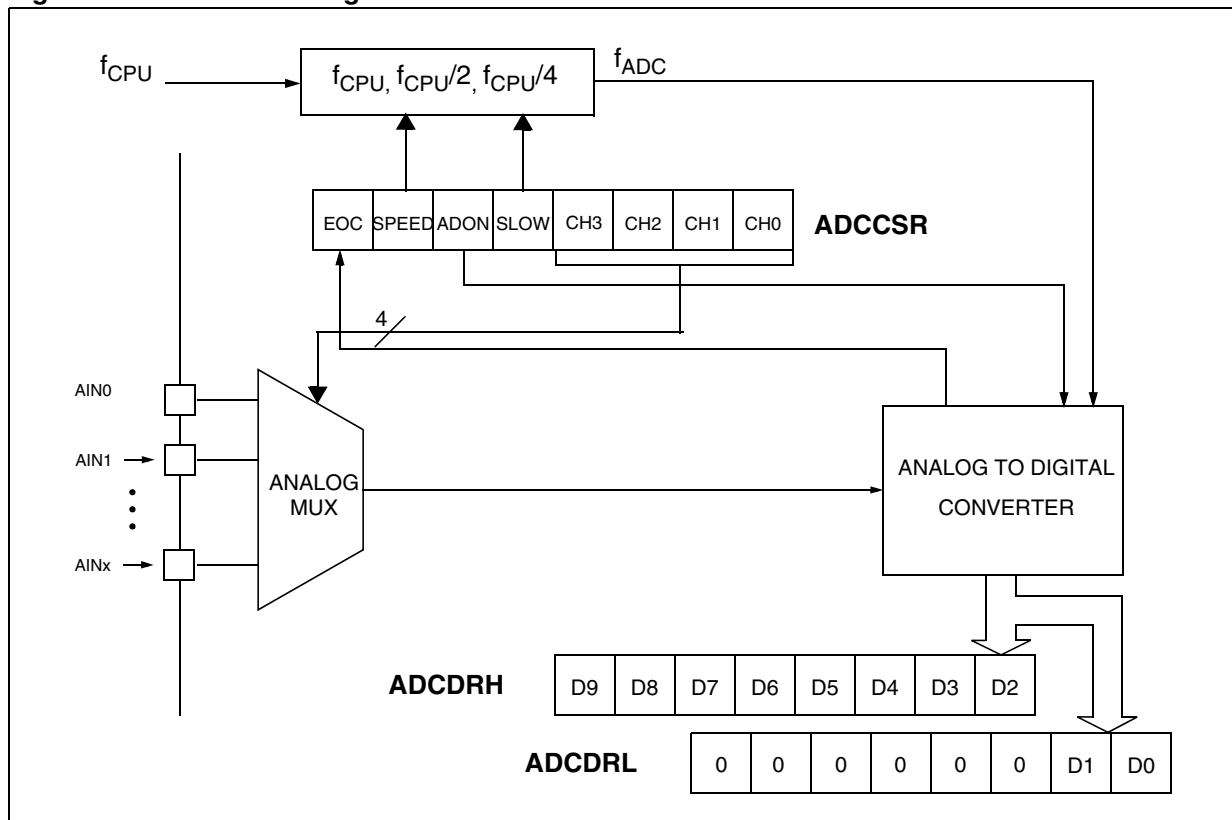 fCPU
fCPU, fCPU/2, fCPU/4
fADC
EOC SPEED ADON SLOW CH3 CH2 CH1 CH0
ADCCSR
4
AIN0
AIN1
AINx
ANALOG
MUX
ANALOG TO DIGITAL
CONVERTER
ADCDRH
D9 D8 D7 D6 D5 D4 D3 D2
ADCDRL
0 0 0 0 0 0 D1 D0